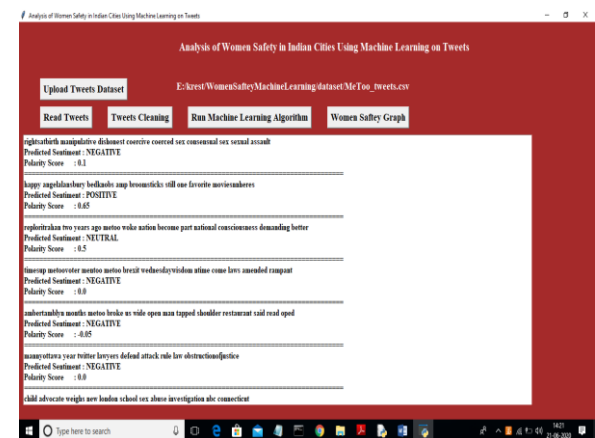 Analysis of Women Safety in Indian Cities Using Machine Learning on Tweets
Analysis of Women Safety in Indian Cities Using Machine Learning on Tweets
Upload Tweets Dataset
E:/krest/WomenSafteyMachineLearning/dataset/MeToo_tweets.csv
Read Tweets
Tweets Cleaning
Run Machine Learning Algorithm
Women Saftey Graph
rightsatbirth manipulative dishonest coercive coerced sex consensual sex sexual assault
Predicted Sentiment : NEGATIVE
Polarity Score : 0.1
happy angelalansbury bedknobs amp broomsticks still one favorite moviesnkeres
Predicted Sentiment : POSITIVE
Polarity Score : 0.65
reploritrahan two years ago metoo woke nation become part national consciousness demanding better
Predicted Sentiment : NEUTRAL
Polarity Score : 0.5
timesup metoovoter mentoo metoo brexit wednesdaywisdom ntime come laws amended rampant
Predicted Sentiment : NEGATIVE
Polarity Score : 0.0
ambertamblyn months metoo broke us wide open man tapped shoulder restaurant said read oped
Predicted Sentiment : NEGATIVE
Polarity Score : -0.05
mannyottawa year twitter lawyers defend attack rule law obstructionofjustice
Predicted Sentiment : NEGATIVE
Polarity Score : 0.0
child advocate weighs new london school sex abuse investigation nbc connecticut
Type here to search
14:21
21-06-2020